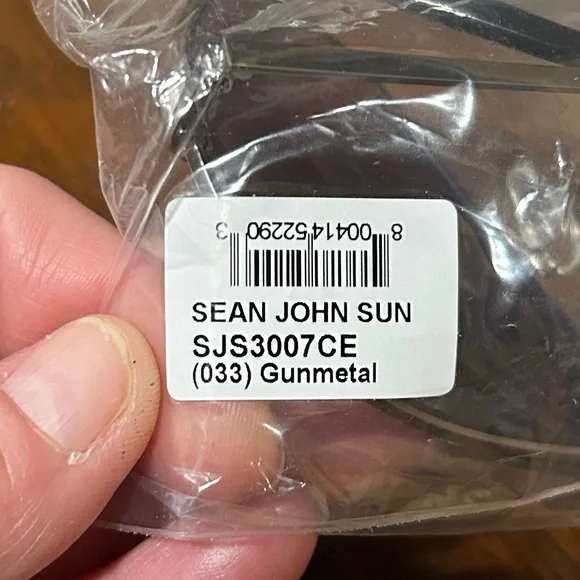 8 00414 52290 3
SEAN JOHN SUN
SJS3007CE
(033) Gunmetal